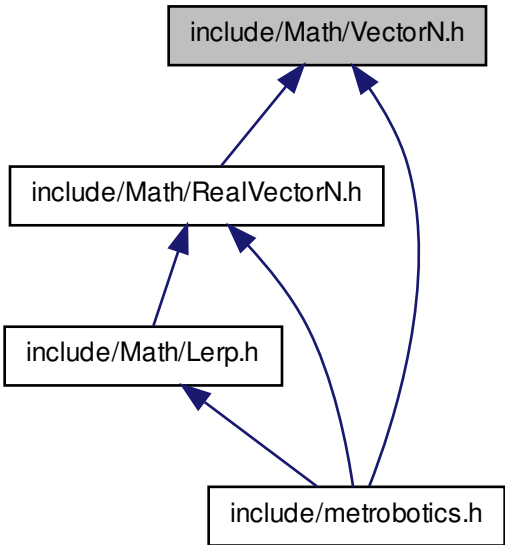 include/Math/VectorN.h
include/Math/RealVectorN.h
include/Math/Lerp.h
include/metrobotics.h